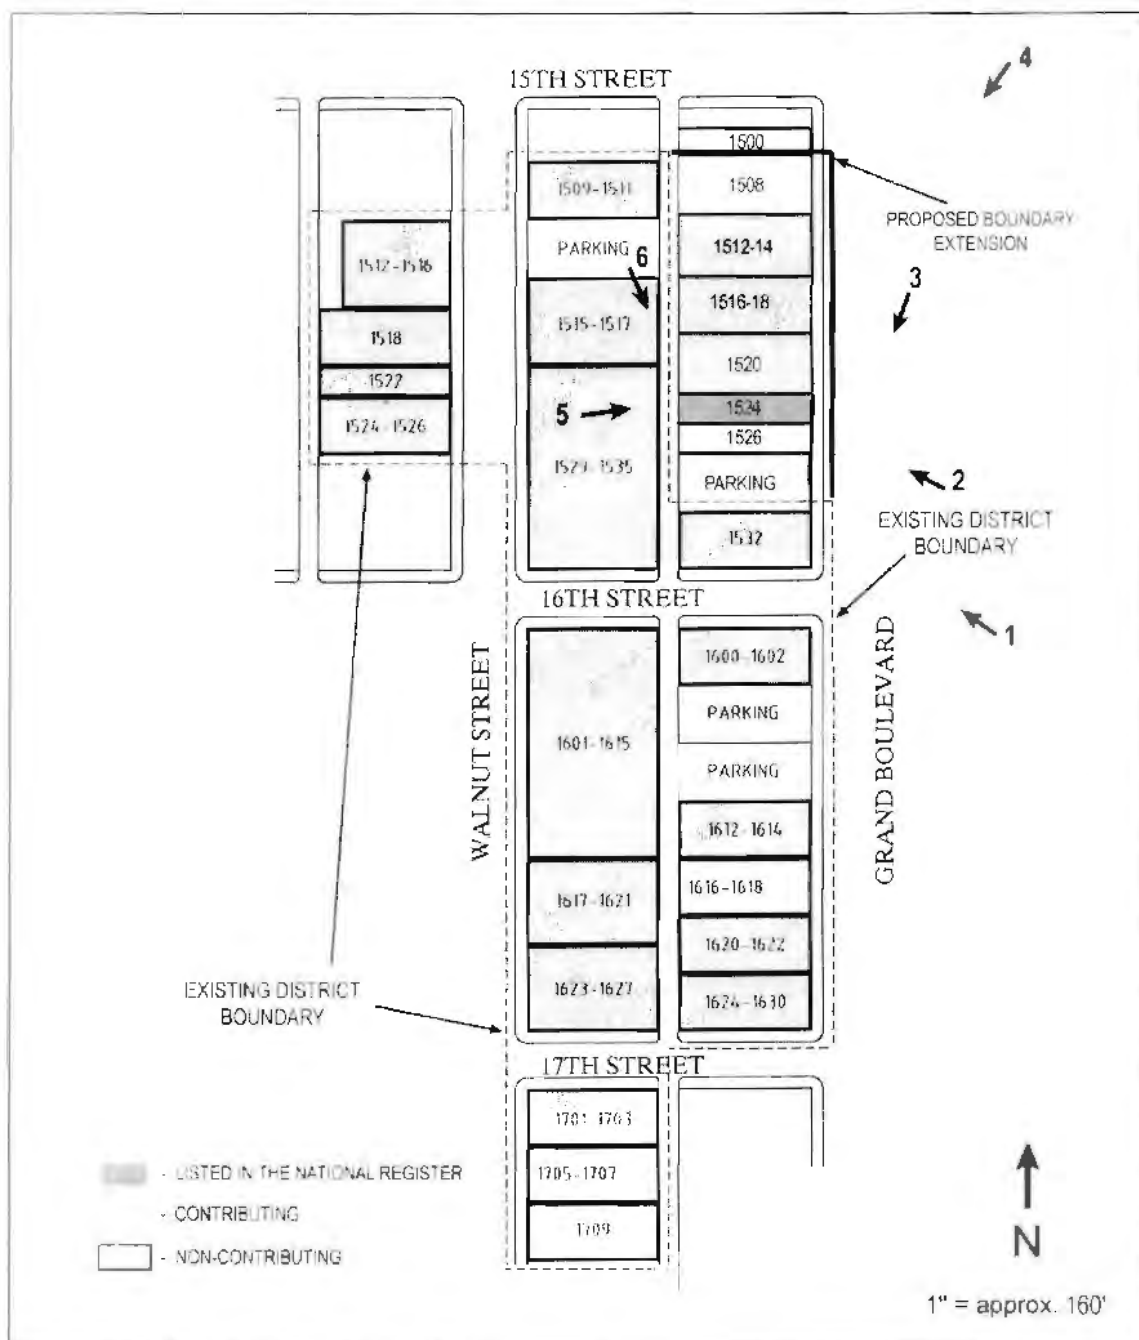 4
15TH STREET
1500
1508
1509-1511
PROPOSED BOUNDARY
EXTENSION
PARKING
6
1512-14
1512-1516
3
1516-18
1515-1517
1518
1520
1522
1524
5
1524-1526
1526
1529-1535
PARKING
2
EXISTING DISTRICT
BOUNDARY
1532
16TH STREET
1
1600-1602
WALNUT STREET
GRAND BOULEVARD
PARKING
1601-1615
PARKING
1612-1614
1617-1621
1616-1618
1620-1622
EXISTING DISTRICT
BOUNDARY
1623-1627
1624-1630
17TH STREET
1701-1703
- LISTED IN THE NATIONAL REGISTER
1705-1707
- CONTRIBUTING
1709
- NON-CONTRIBUTING
N
1" = approx. 160'